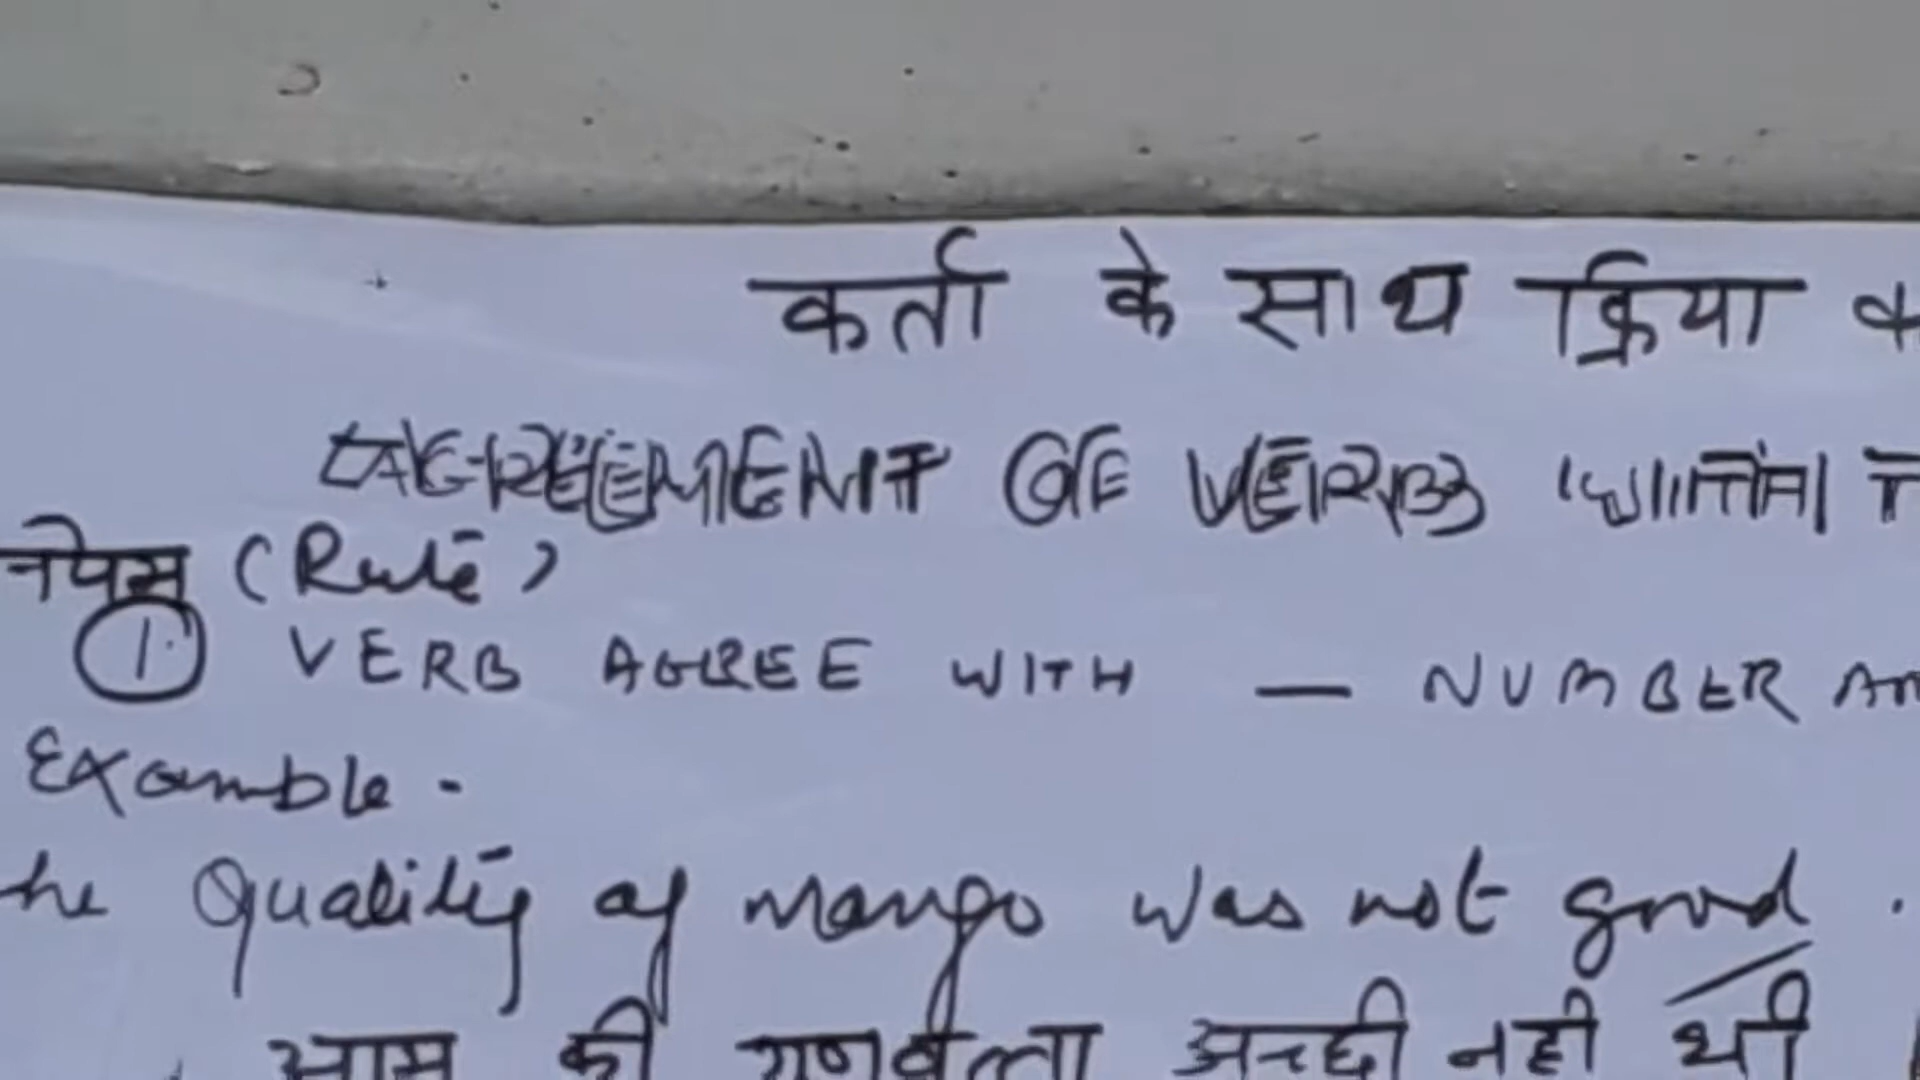 कर्ता के साथ क्रिया
AGREEMENT OF VERB WITH
नियम (Rule)
1. VERB AGREE WITH — NUMBER
Examble -
he Quality of mango was not good.
आम की गुणवत्ता अच्छी नही थी